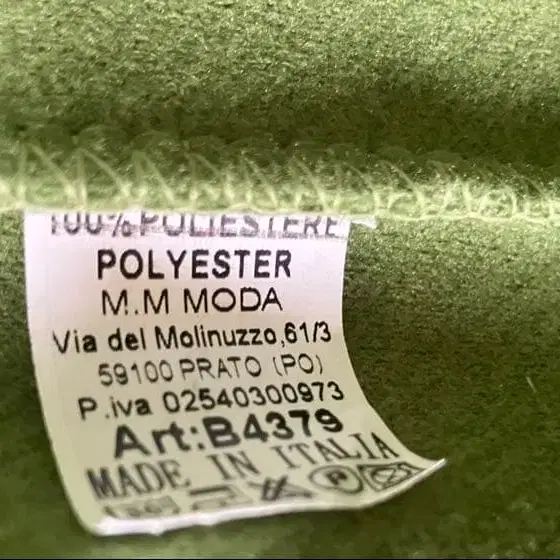 100% POLIESTERE
POLYESTER
M.M MODA
Via del Molinuzzo,61/3
59100 PRATO (PO)
P.iva 02540300973
Art:B4379
MADE IN ITALIA
P